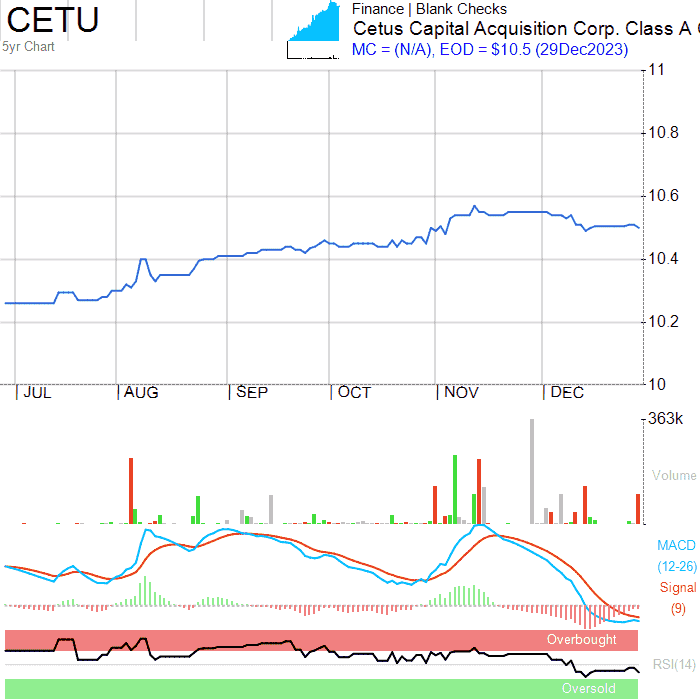 CETU
5yr Chart
Finance | Blank Checks
Cetus Capital Acquisition Corp. Class A
MC = (N/A), EOD = $10.5 (29Dec2023)
11
10.8
10.6
10.4
10.2
10
| JUL | AUG | SEP | OCT | NOV | DEC
363k
Volume
MACD
(12-26)
Signal
(9)
Overbought
RSI(14)
Oversold